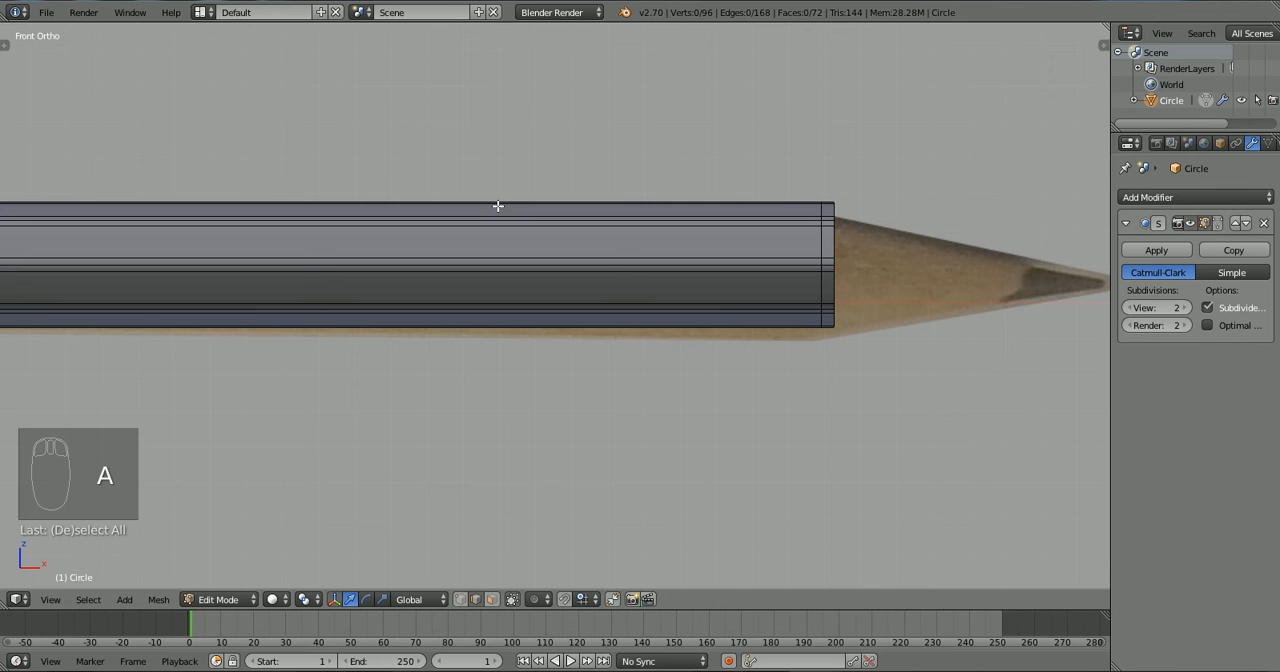 File Render Window Help Default Scene Blender Render v2.70 | Verts:0/96 | Edges:0/168 | Faces:0/72 | Tris:144 | Mem:28.28M | Circle
Front Ortho
View Search All Scenes
Scene
RenderLayers
World
Circle
Circle
Add Modifier
S
Apply Copy
Catmull-Clark Simple
Subdivisions: Options:
View: 2 Subdivide...
Render: 2 Optimal ...
A
Last: (De)select All
z
x
(1) Circle
View Select Add Mesh Edit Mode Global
-50 -40 -30 -20 -10 0 10 20 30 40 50 60 70 80 90 100 110 120 130 140 150 160 170 180 190 200 210 220 230 240 250 260 270 280
View Marker Frame Playback Start: 1 End: 250 1 No Sync